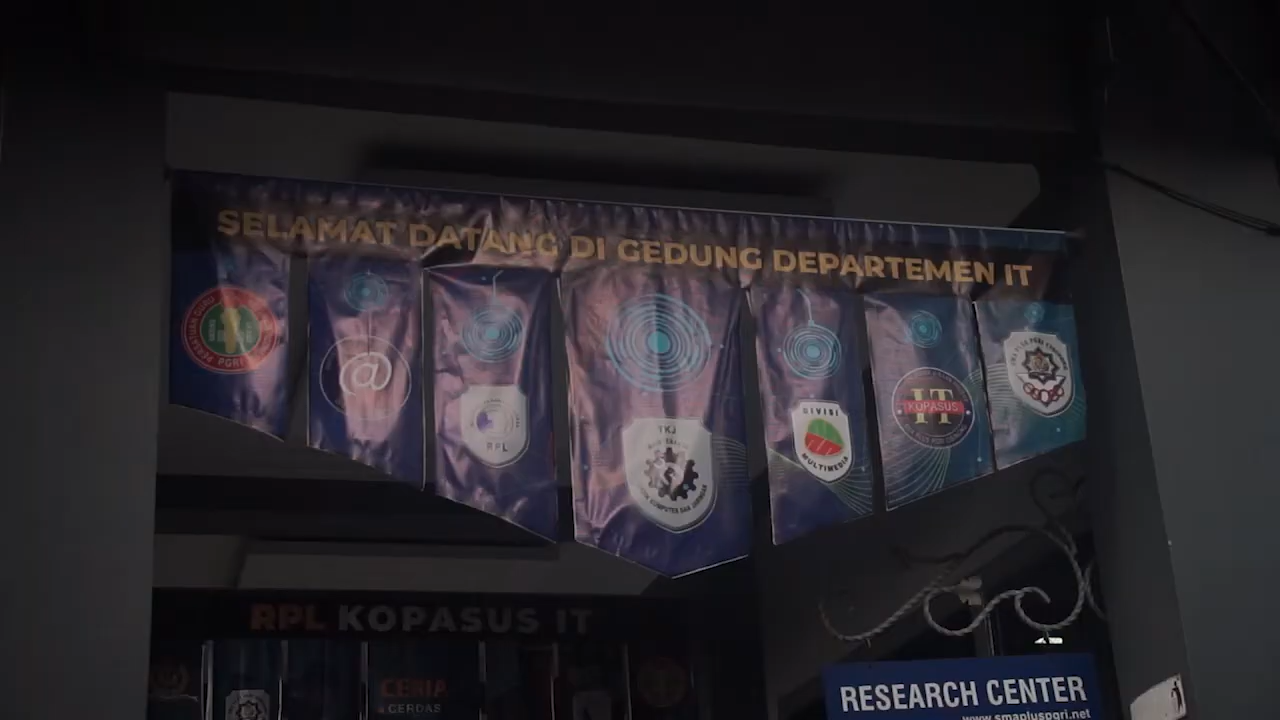 SELAMAT DATANG DI GEDUNG DEPARTEMEN IT
PGRI
@
RPL
TKJ
DIVISI
MULTIMEDIA
IT
KOPASUS
RPL KOPASUS IT
CERIA
CERDAS
RESEARCH CENTER
www.smapluspgri.net